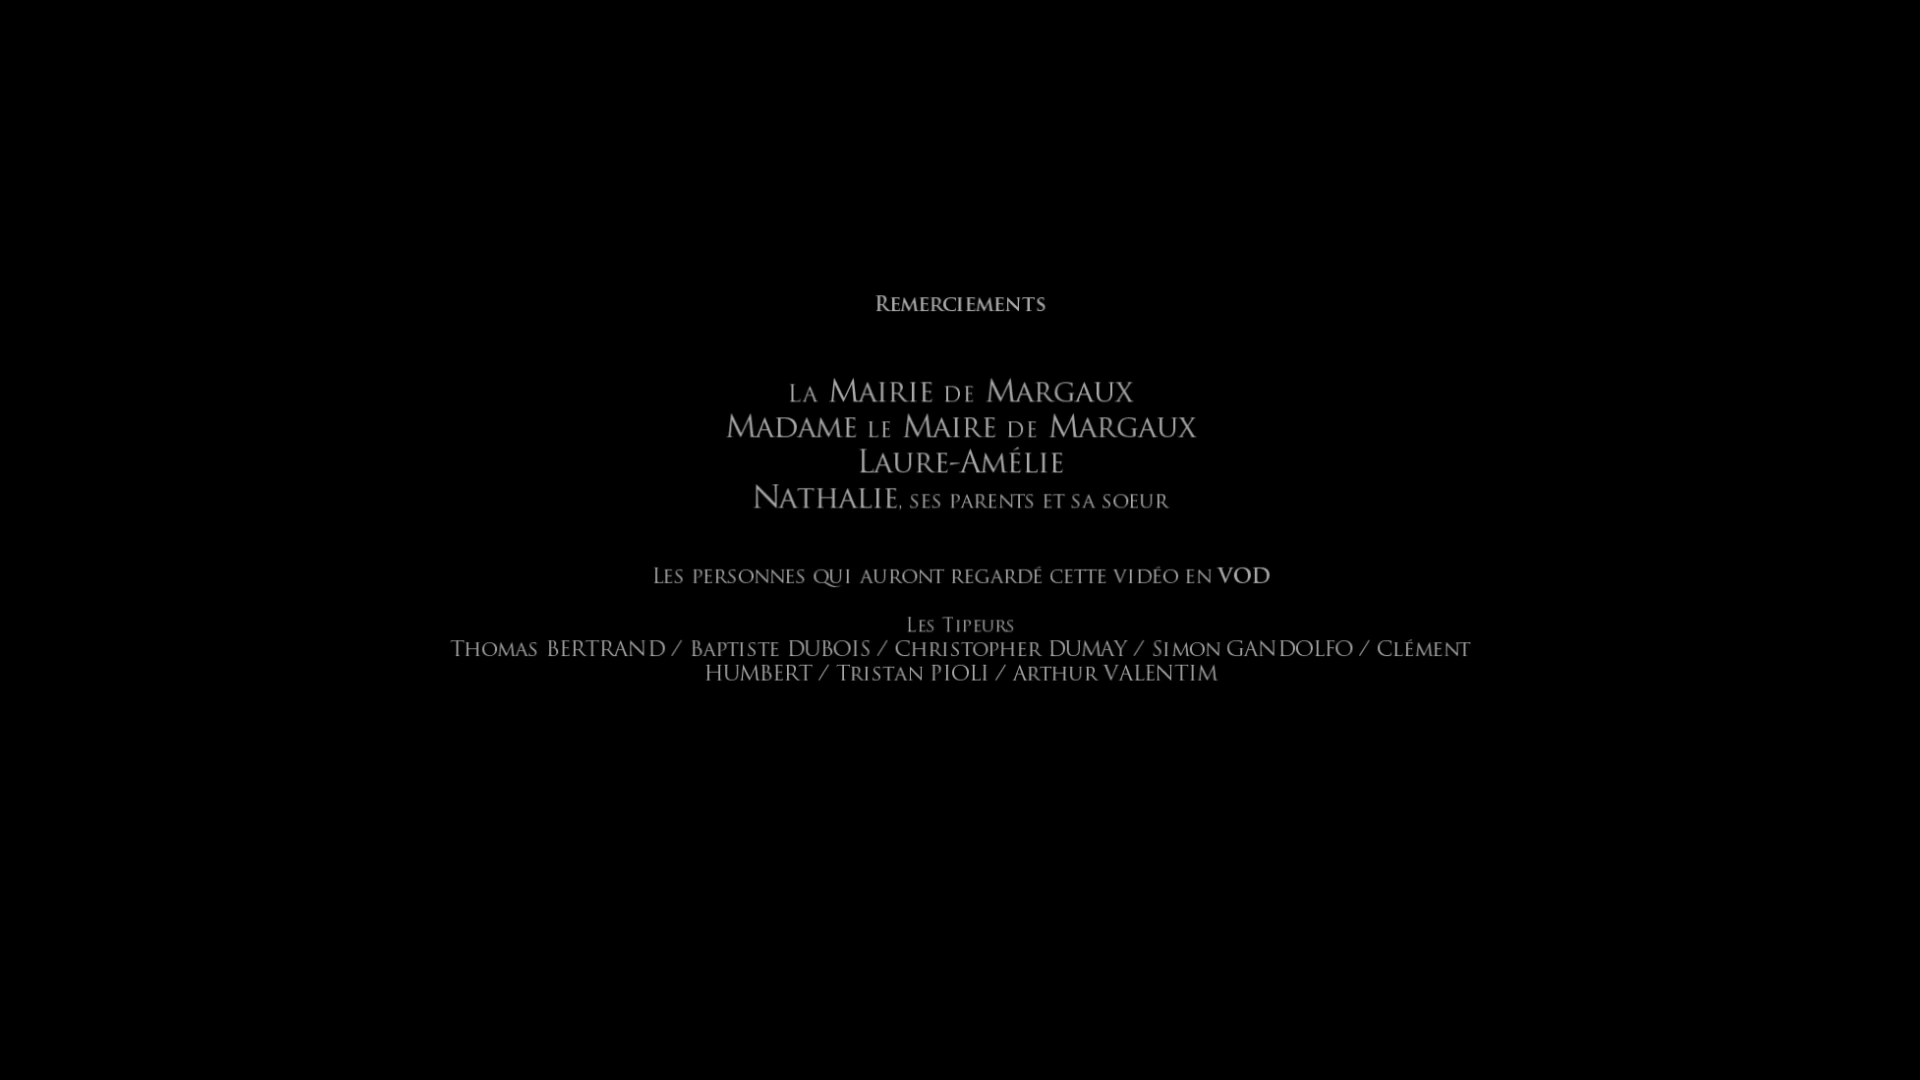 Remerciements
La Mairie de Margaux
Madame le Maire de Margaux
Laure-Amélie
Nathalie, ses parents et sa soeur
Les personnes qui auront regardé cette vidéo en VOD
Les Tipeurs
Thomas BERTRAND / Baptiste DUBOIS / Christopher DUMAY / Simon GANDOLFO / Clément
HUMBERT / Tristan PIOLI / Arthur VALENTIM